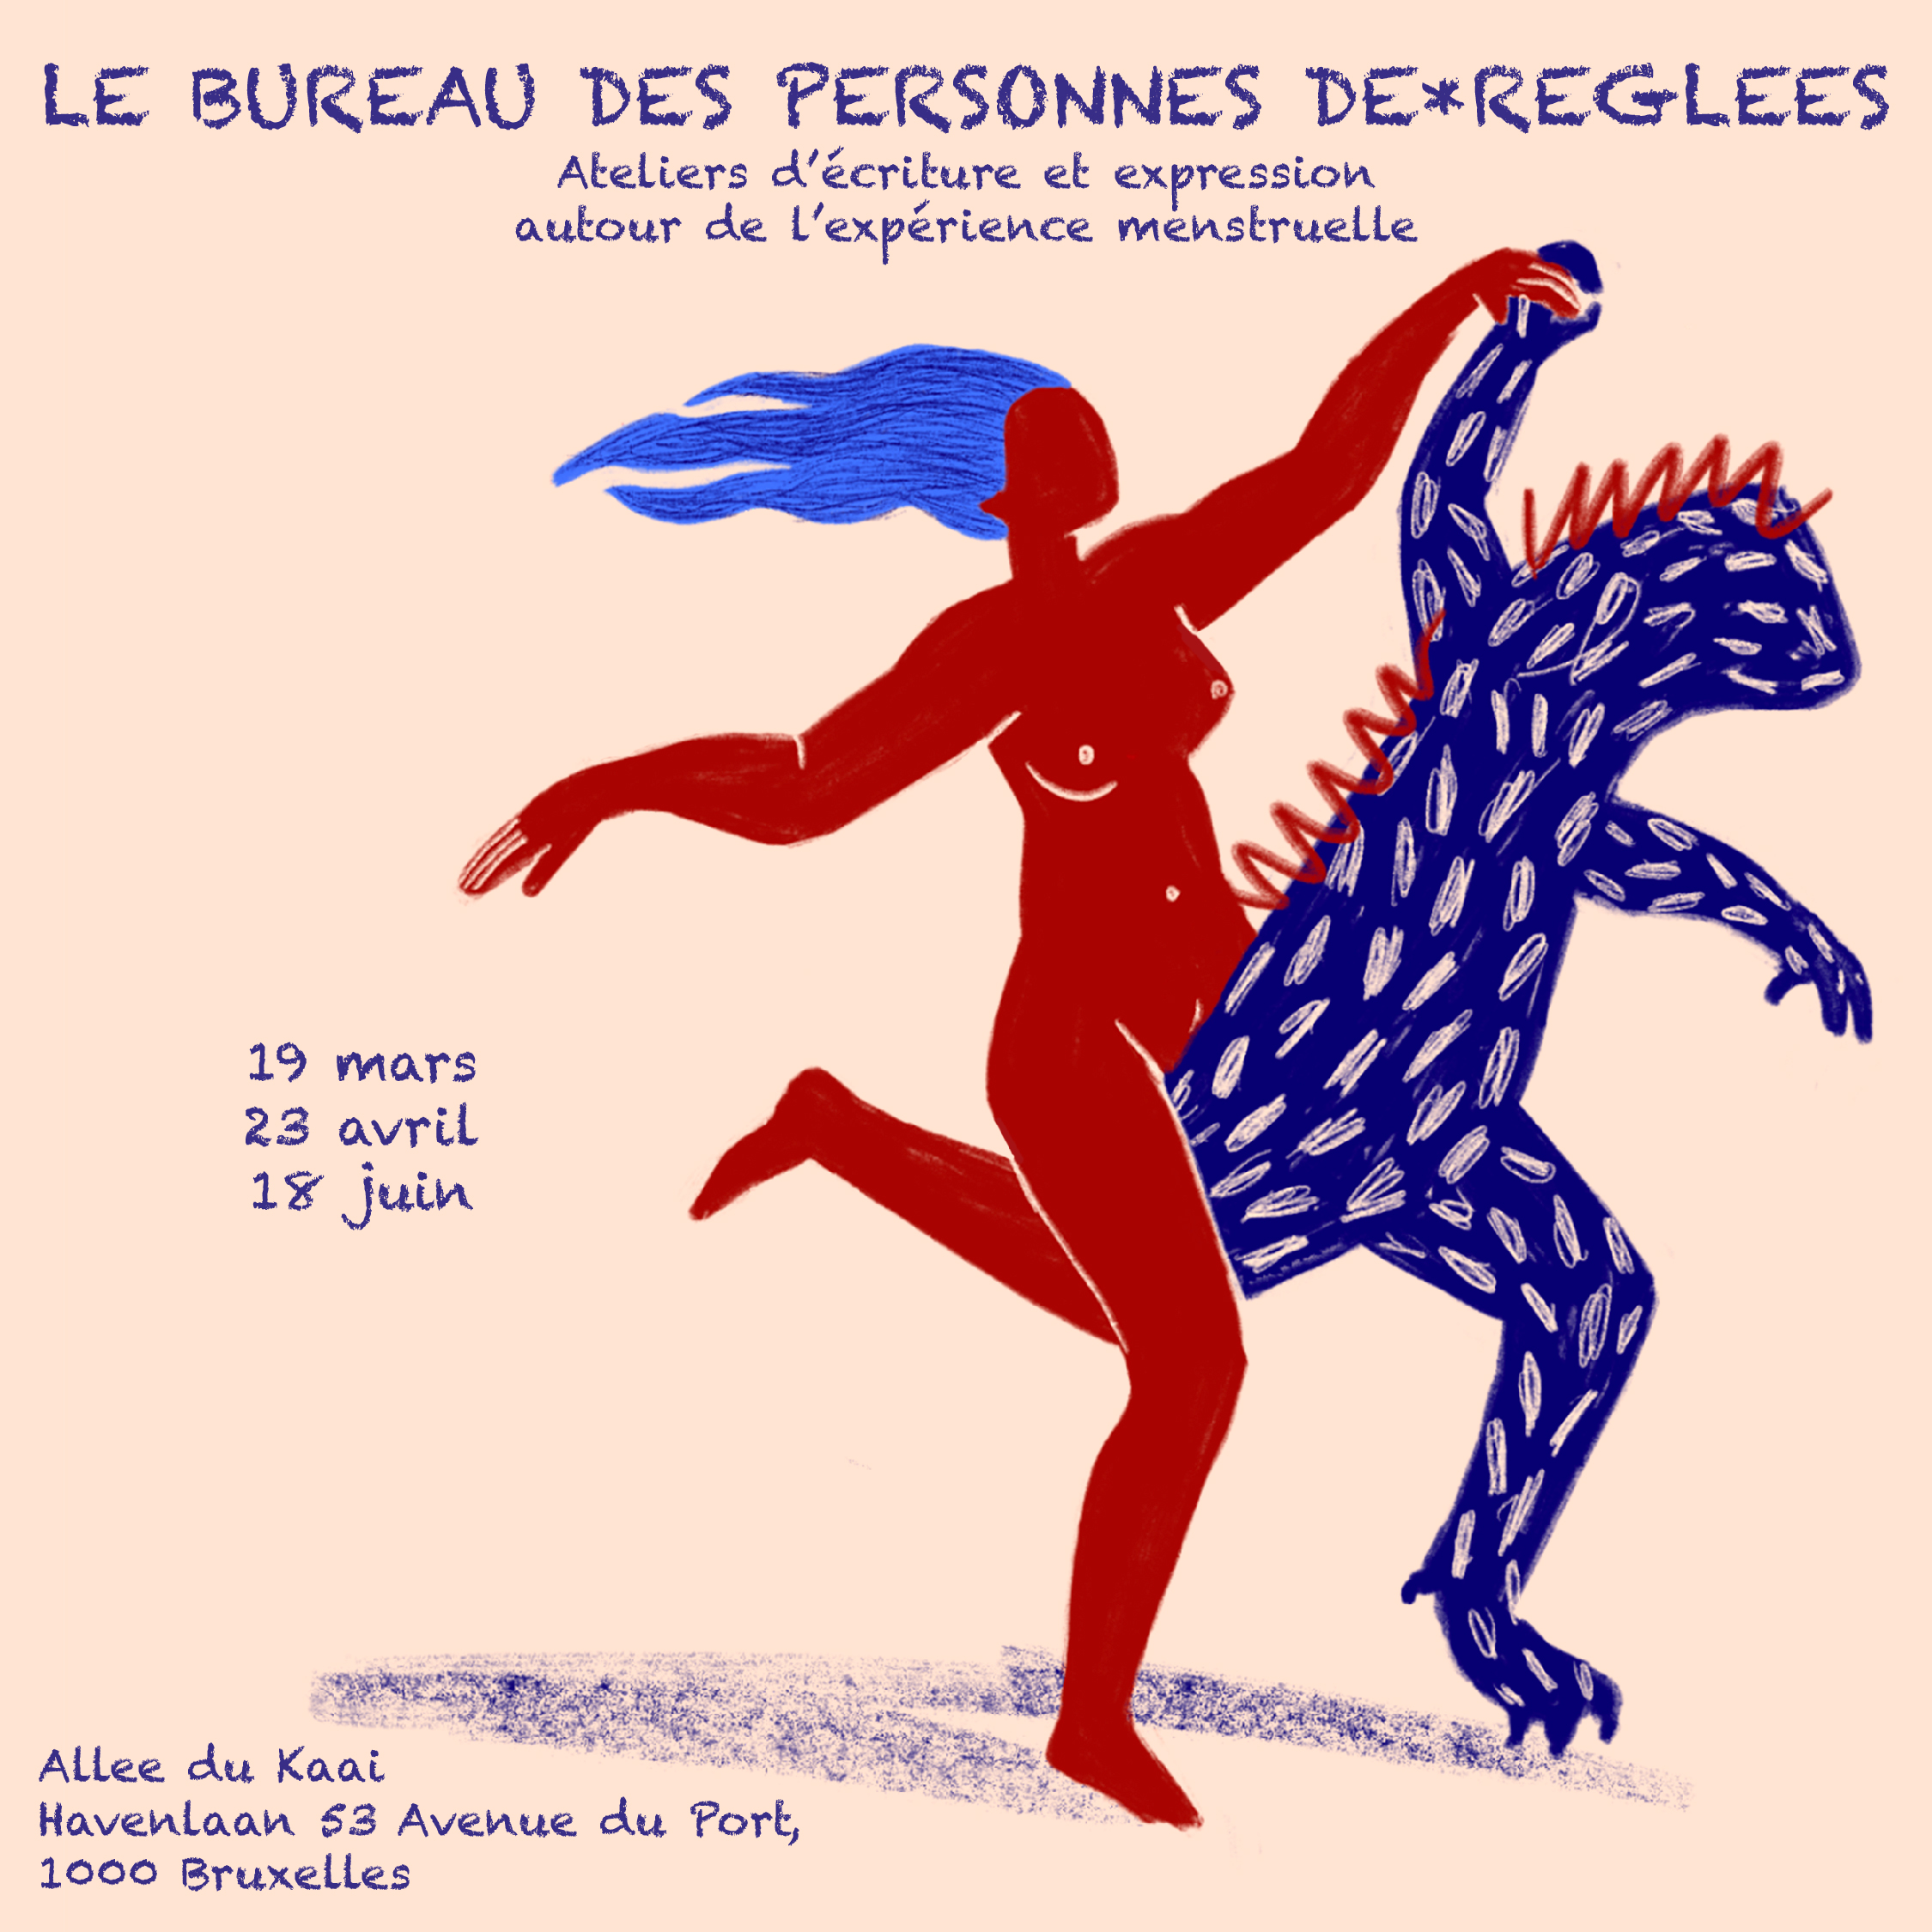 LE BUREAU DES PERSONNES DE*REGLEES
Ateliers d'écriture et expression
autour de l'expérience menstruelle
19 mars
23 avril
18 juin
Allee du Kaai
Havenlaan 53 Avenue du Port,
1000 Bruxelles